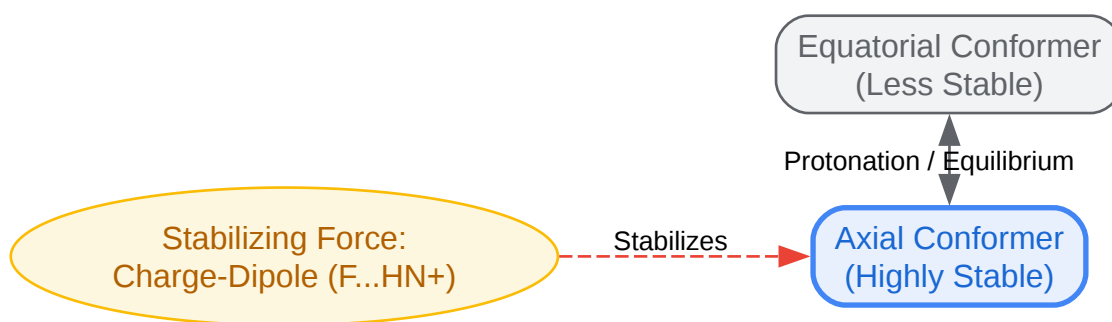 Equatorial Conformer
(Less Stable)
Protonation / Equilibrium
Stabilizing Force:
Charge-Dipole (F...HN+)
Stabilizes
Axial Conformer
(Highly Stable)